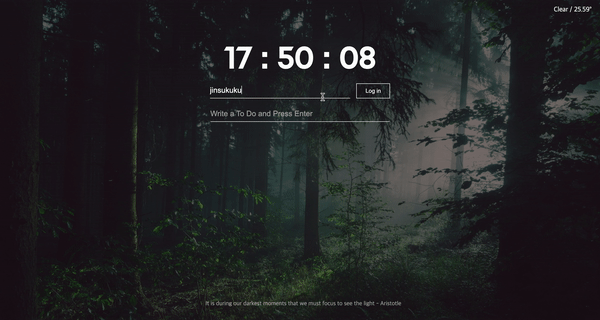 Clear / 25.59°
17 : 50 : 08
jinsukuku
Log in
Write a To Do and Press Enter
It is during our darkest moments that we must focus to see the light - Aristotle